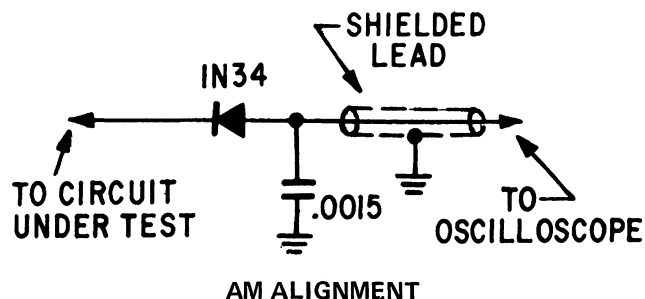 SHIELDED
LEAD
IN34
TO CIRCUIT
UNDER TEST
.0015
TO
OSCILLOSCOPE
AM ALIGNMENT